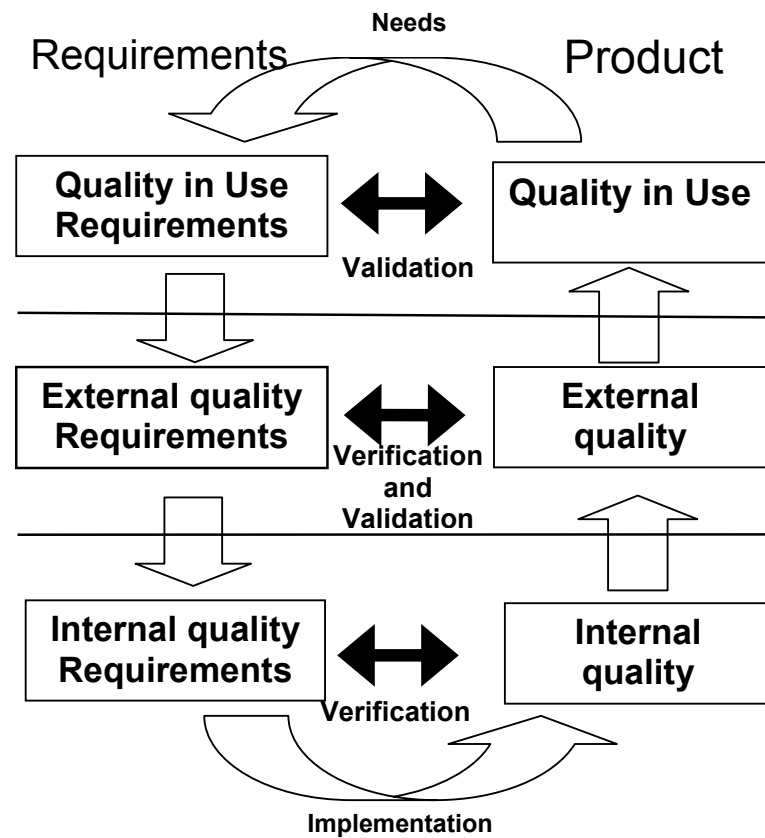 Needs
Requirements
Product
Quality in Use
Requirements
Quality in Use
Validation
External quality
Requirements
External
quality
Verification
and
Validation
Internal quality
Requirements
Internal
quality
Verification
Implementation